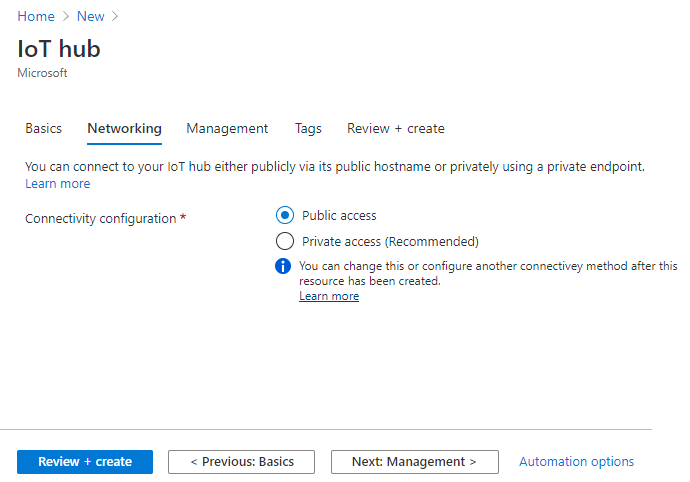 Home > New >
IoT hub
Microsoft
Basics Networking Management Tags Review + create
You can connect to your IoT hub either publicly via its public hostname or privately using a private endpoint.
Learn more
Connectivity configuration *
Public access
Private access (Recommended)
You can change this or configure another connectivey method after this
resource has been created.
Learn more
Review + create < Previous: Basics Next: Management > Automation options